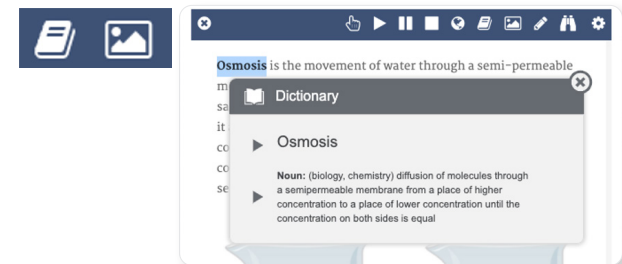 Osmosis is the movement of water through a semi-permeable
m
sa
it
co
co
se
Dictionary
Osmosis
Noun: (biology, chemistry) diffusion of molecules through
a semipermeable membrane from a place of higher
concentration to a place of lower concentration until the
concentration on both sides is equal